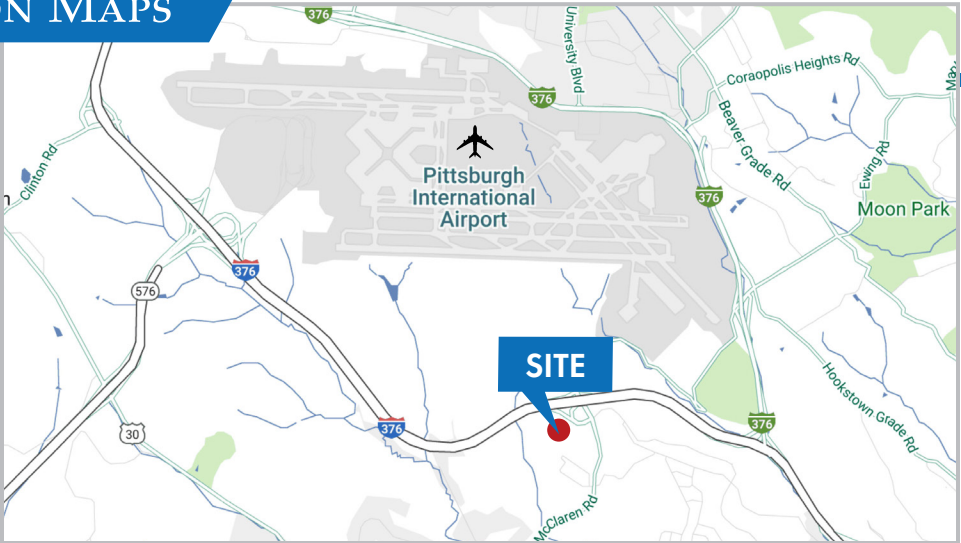 ON MAPS
376
University Blvd
Coraopolis Heights Rd
376
Beaver Grade Rd
Ewing Rd
Clinton Rd
Pittsburgh
International
Airport
376
Moon Park
376
576
SITE
Hookstown Grade Rd
376
376
30
McClaren Rd